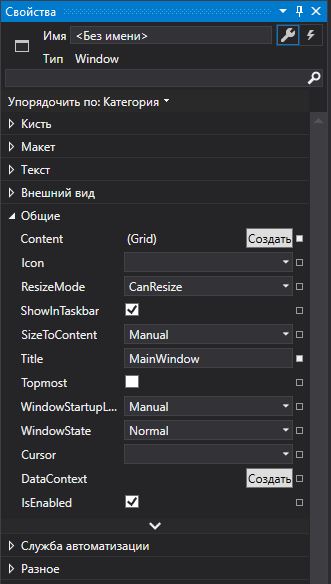 Свойства
Имя <Без имени>
Тип Window
Упорядочить по: Категория
Кисть
Макет
Текст
Внешний вид
Общие
Content (Grid) Создать
Icon
ResizeMode CanResize
ShowInTaskbar
SizeToContent Manual
Title MainWindow
Topmost
WindowStartupL... Manual
WindowState Normal
Cursor
DataContext Создать
IsEnabled
Служба автоматизации
Разное